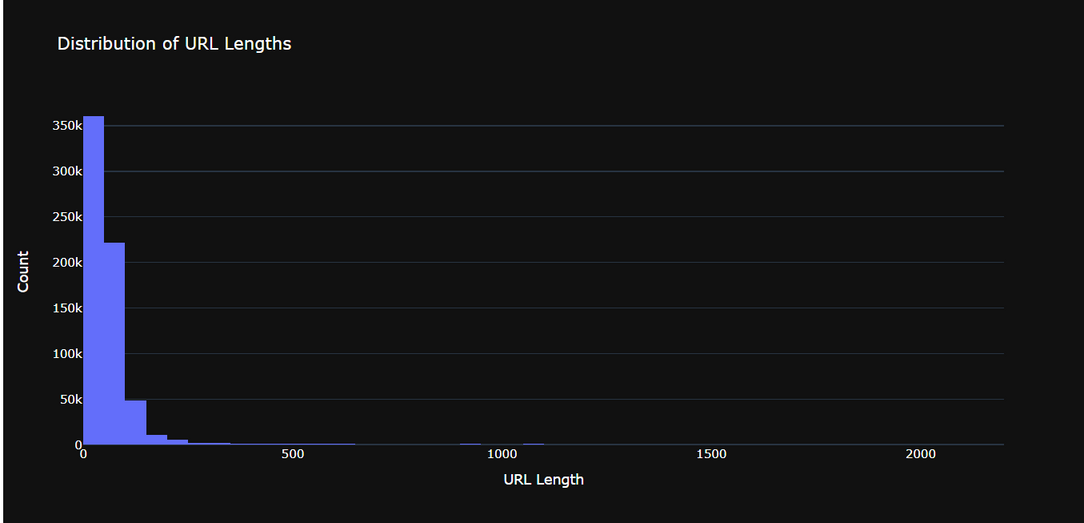 Distribution of URL Lengths
350k
300k
250k
200k
150k
100k
50k
0
Count
0 500 1000 1500 2000
URL Length